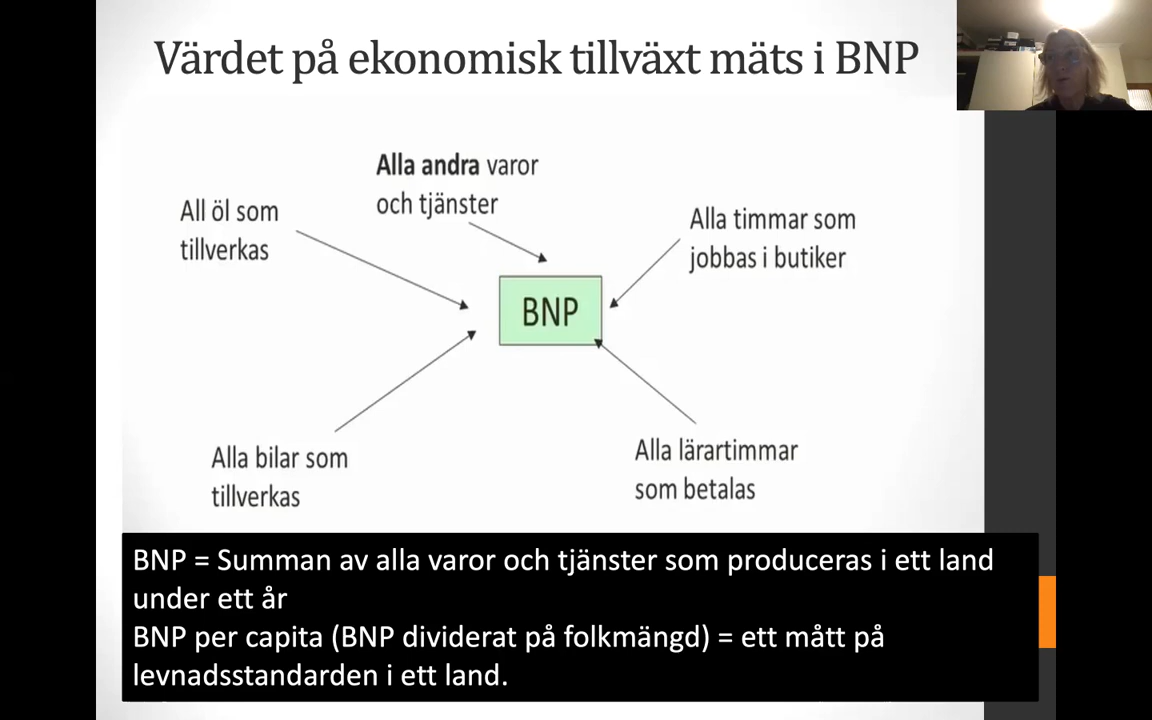 Värdet på ekonomisk tillväxt mäts i BNP
Alla andra varor
och tjänster
All öl som
tillverkas
Alla timmar som
jobbas i butiker
BNP
Alla bilar som
tillverkas
Alla lärartimmar
som betalas
BNP = Summan av alla varor och tjänster som produceras i ett land
under ett år
BNP per capita (BNP dividerat på folkmängd) = ett mått på
levnadsstandarden i ett land.